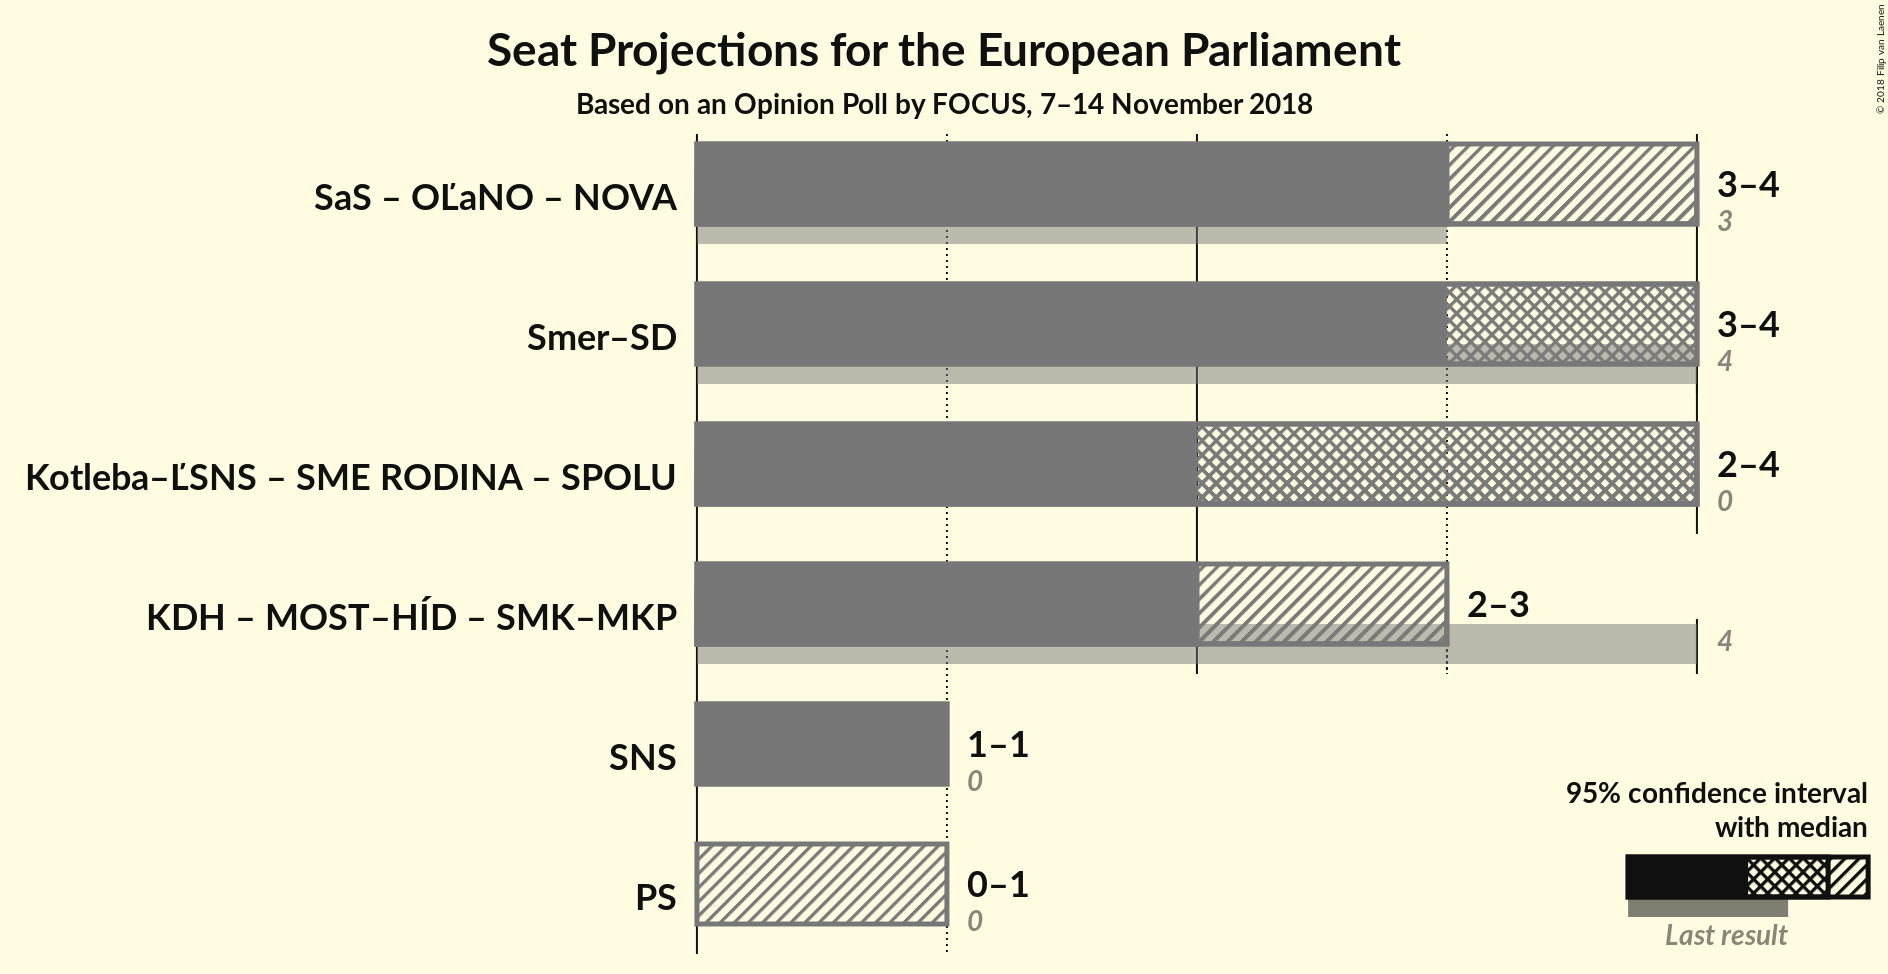 Seat Projections for the European Parliament
Based on an Opinion Poll by FOCUS, 7–14 November 2018
© 2018 Filip van Laenen
SaS – OĽaNO – NOVA
3–4
3
Smer–SD
3–4
4
Kotleba–ĽSNS – SME RODINA – SPOLU
2–4
0
KDH – MOST–HÍD – SMK–MKP
2–3
4
SNS
1–1
0
PS
0–1
0
95% confidence interval
with median
Last result